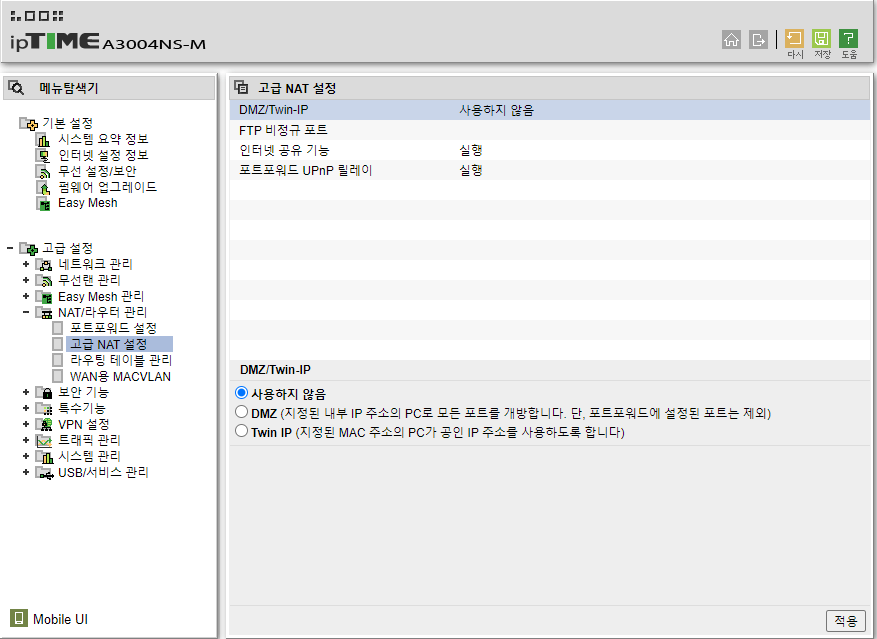 ipTIME A3004NS-M
다시 저장 도움
메뉴탐색기
기본 설정
시스템 요약 정보
인터넷 설정 정보
무선 설정/보안
펌웨어 업그레이드
Easy Mesh
고급 설정
네트워크 관리
무선랜 관리
Easy Mesh 관리
NAT/라우터 관리
포트포워드 설정
고급 NAT 설정
라우팅 테이블 관리
WAN용 MACVLAN
보안 기능
특수기능
VPN 설정
트래픽 관리
시스템 관리
USB/서비스 관리
Mobile UI
고급 NAT 설정
DMZ/Twin-IP 사용하지 않음
FTP 비정규 포트
인터넷 공유 기능 실행
포트포워드 UPnP 릴레이 실행
DMZ/Twin-IP
사용하지 않음
DMZ (지정된 내부 IP 주소의 PC로 모든 포트를 개방합니다. 단, 포트포워드에 설정된 포트는 제외)
Twin IP (지정된 MAC 주소의 PC가 공인 IP 주소를 사용하도록 합니다)
적용